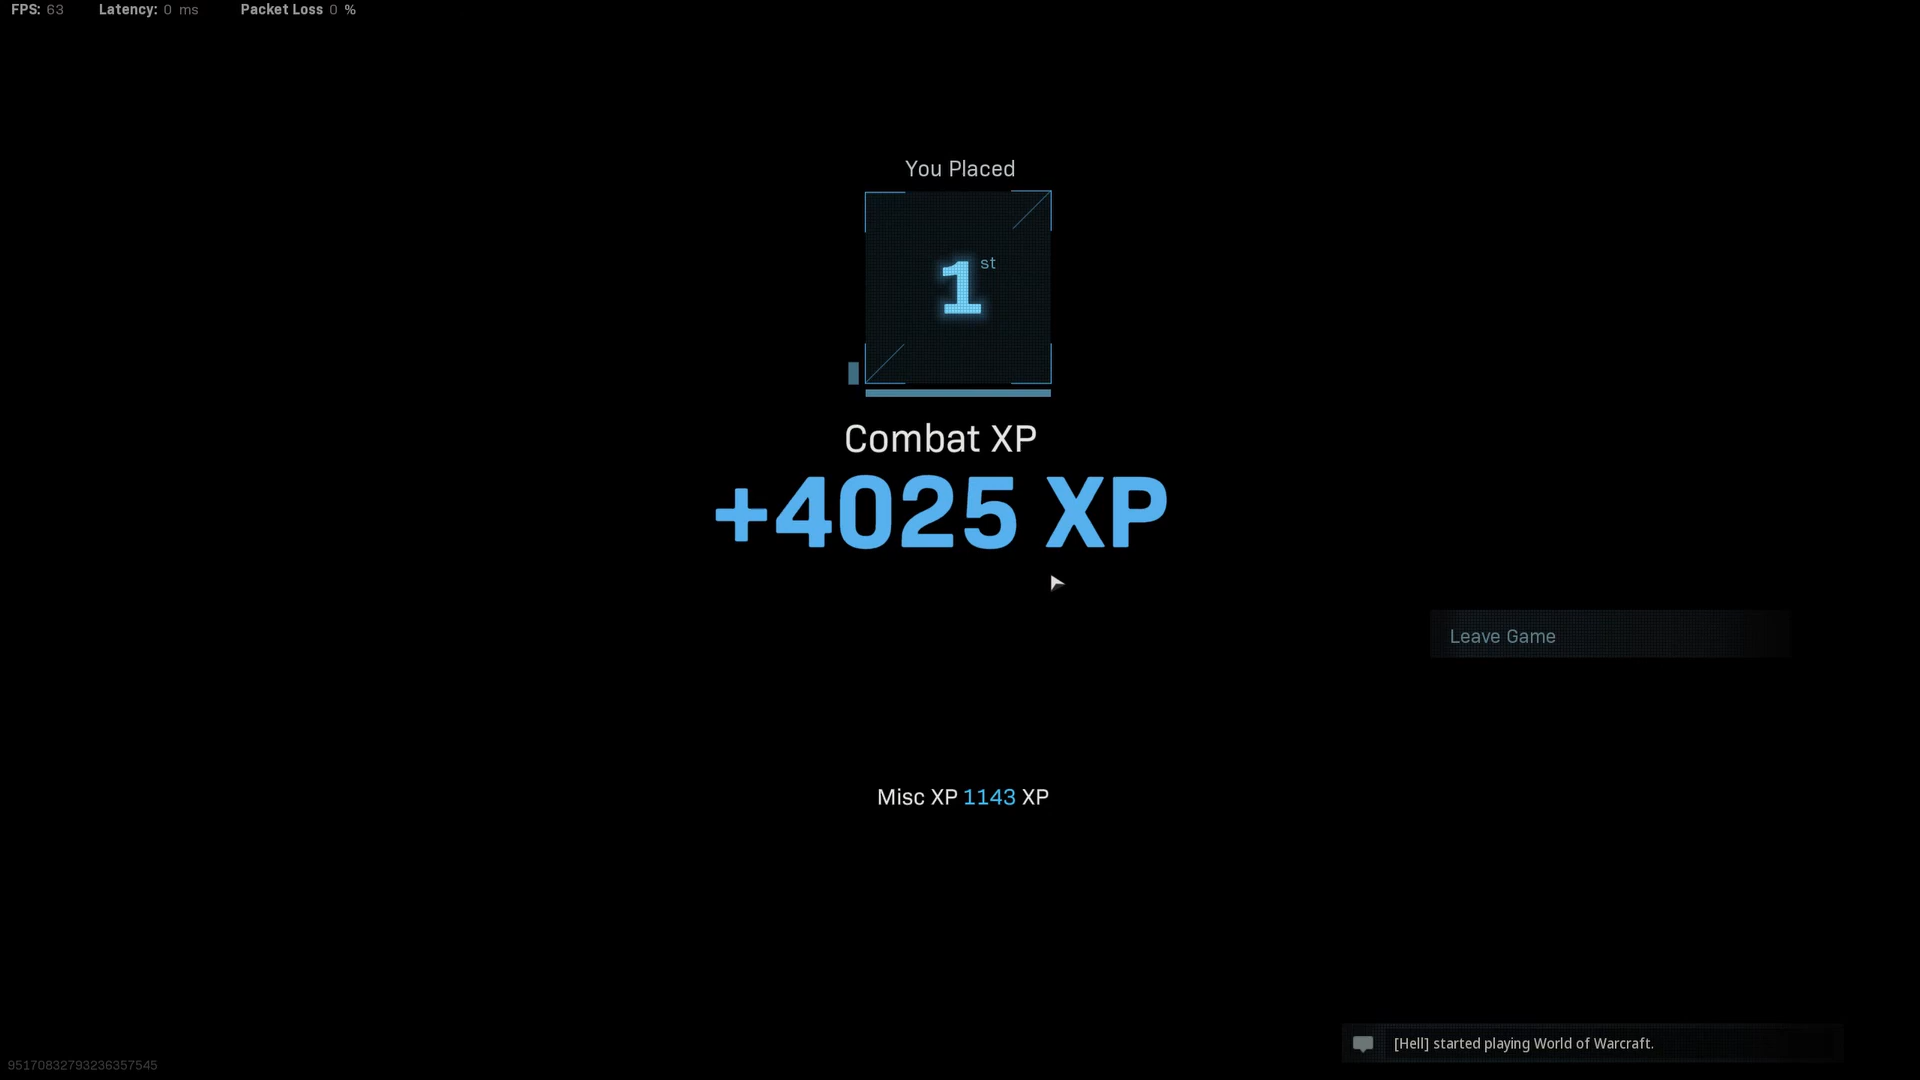 FPS: 63 Latency: 0 ms Packet Loss 0 %
You Placed
1st
Combat XP
+4025 XP
Leave Game
Misc XP 1143 XP
[Hell] started playing World of Warcraft.
95170832793236357545